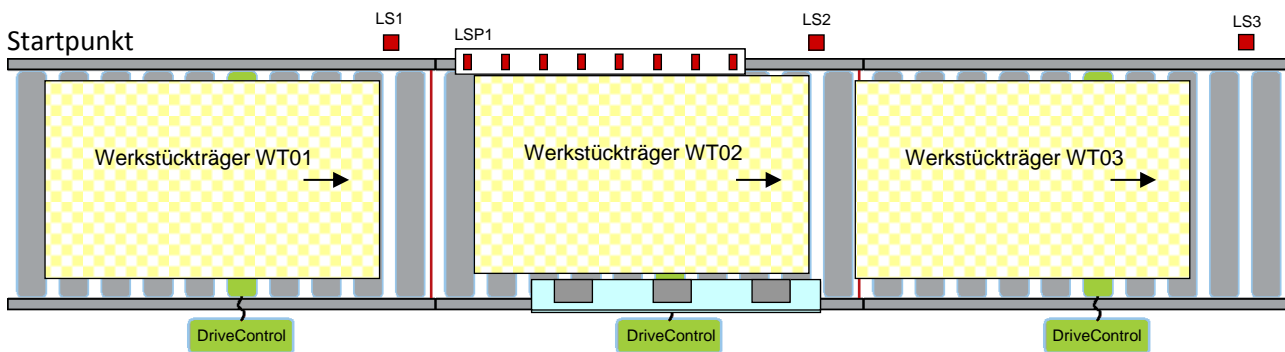 LS1
LS2
LS3
LSP1
Startpunkt
Werkstückträger WT01
Werkstückträger WT02
Werkstückträger WT03
DriveControl
DriveControl
DriveControl